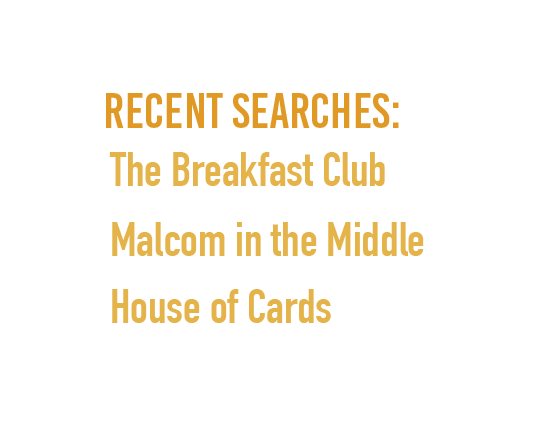 RECENT SEARCHES:
The Breakfast Club
Malcom in the Middle
House of Cards